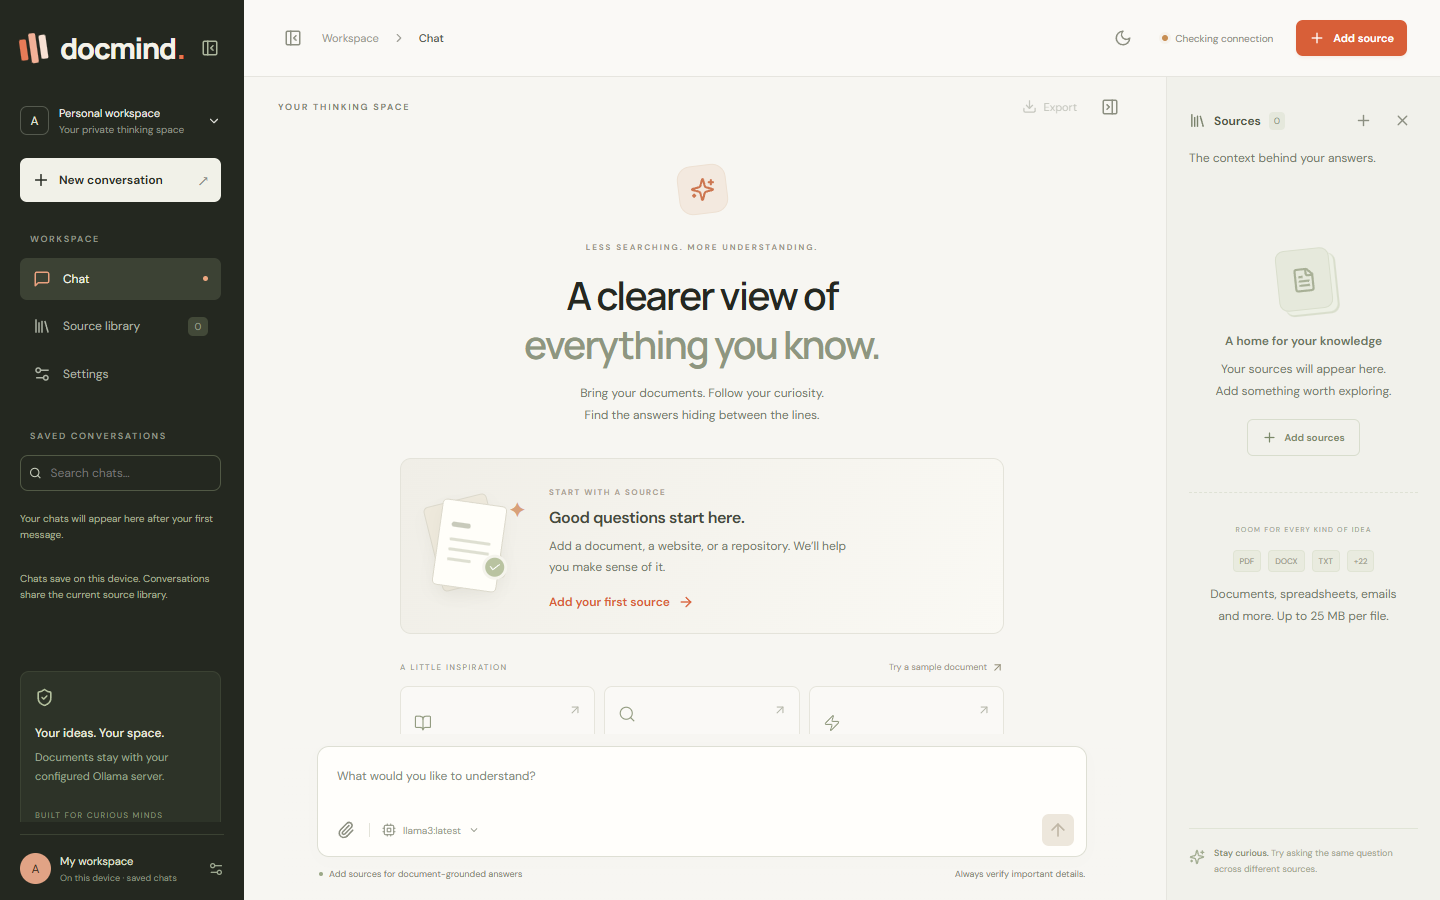 docmind.
A
Personal workspace
Your private thinking space
New conversation
WORKSPACE
Chat
Source library
0
Settings
SAVED CONVERSATIONS
Search chats...
Your chats will appear here after your first
message.
Chats save on this device. Conversations
share the current source library.
Your ideas. Your space.
Documents stay with your
configured Ollama server.
BUILT FOR CURIOUS MINDS
A
My workspace
On this device · saved chats
Workspace
Chat
Checking connection
Add source
YOUR THINKING SPACE
Export
LESS SEARCHING. MORE UNDERSTANDING.
A clearer view of
everything you know.
Bring your documents. Follow your curiosity.
Find the answers hiding between the lines.
START WITH A SOURCE
Good questions start here.
Add a document, a website, or a repository. We'll help
you make sense of it.
Add your first source
A LITTLE INSPIRATION
Try a sample document
What would you like to understand?
llama3:latest
Add sources for document-grounded answers
Always verify important details.
Sources
0
The context behind your answers.
A home for your knowledge
Your sources will appear here.
Add something worth exploring.
Add sources
ROOM FOR EVERY KIND OF IDEA
PDF
DOCX
TXT
+22
Documents, spreadsheets, emails
and more. Up to 25 MB per file.
Stay curious. Try asking the same question
across different sources.